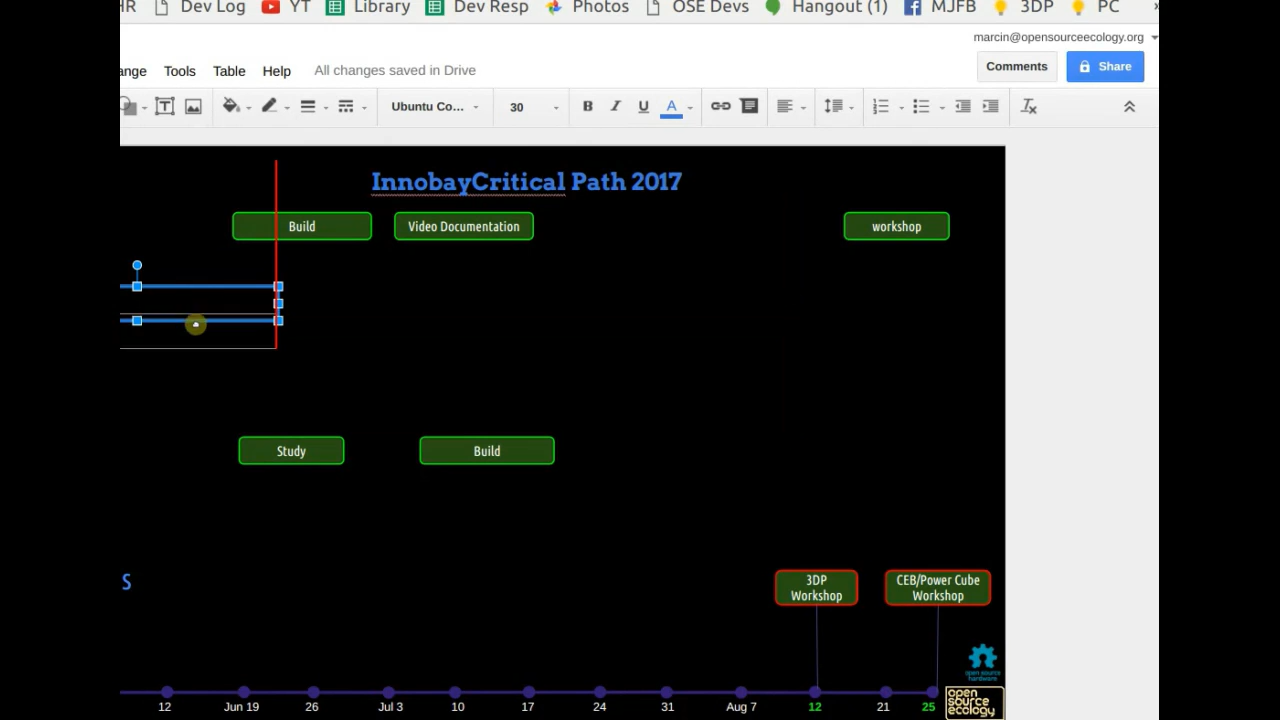 HR Dev Log YT Library Dev Resp Photos OSE Devs Hangout (1) MJFB 3DP PC »
marcin@opensourceecology.org
ange Tools Table Help All changes saved in Drive
Comments Share
Ubuntu Co... 30 B I U A
InnobayCritical Path 2017
Build Video Documentation workshop
Study Build
S
3DP
Workshop
CEB/Power Cube
Workshop
open source
hardware
12 Jun 19 26 Jul 3 10 17 24 31 Aug 7 12 21 25
open
source
ecology